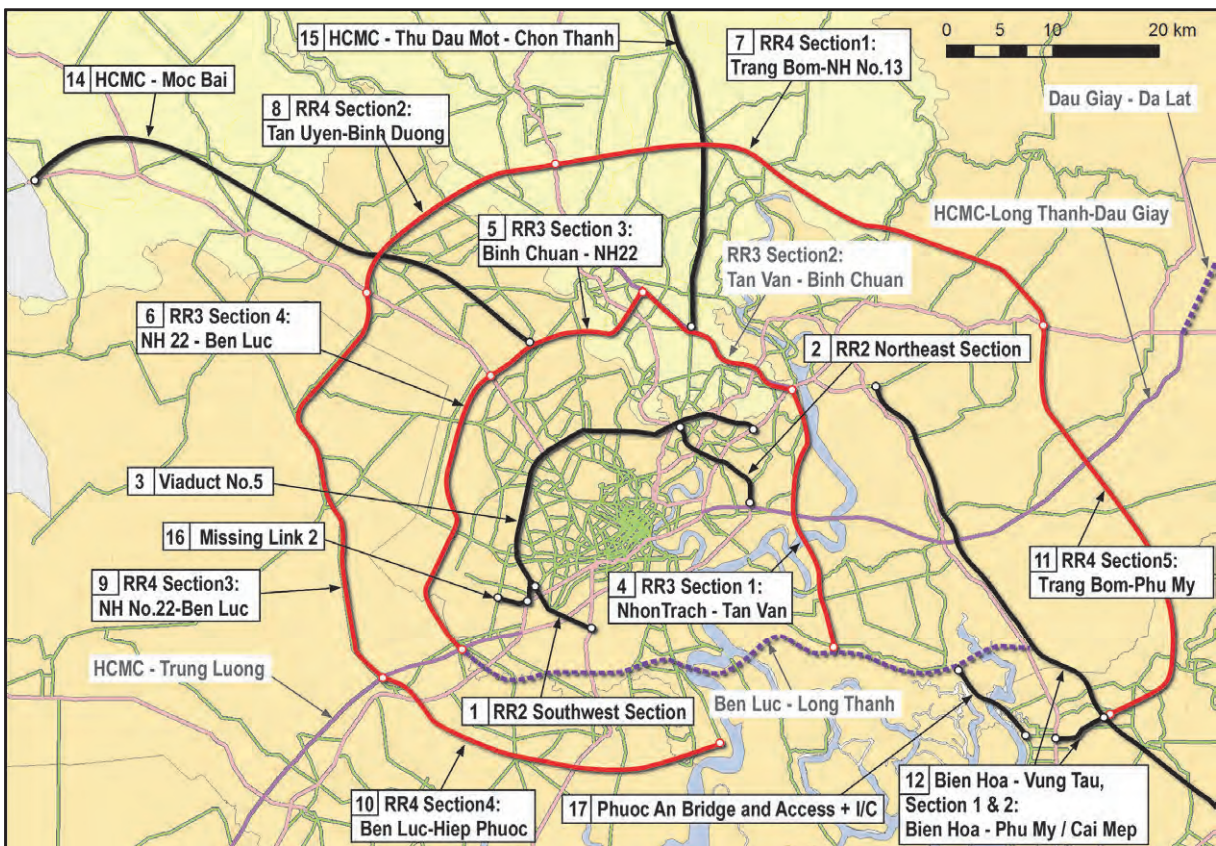 15 HCMC - Thu Dau Mot - Chon Thanh
7 RR4 Section1:
Trang Bom-NH No.13
0 5 10 20 km
14 HCMC - Moc Bai
8 RR4 Section2:
Tan Uyen-Binh Duong
Dau Giay - Da Lat
5 RR3 Section 3:
Binh Chuan - NH22
HCMC-Long Thanh-Dau Giay
RR3 Section2:
Tan Van - Binh Chuan
6 RR3 Section 4:
NH 22 - Ben Luc
2 RR2 Northeast Section
3 Viaduct No.5
16 Missing Link 2
9 RR4 Section3:
NH No.22-Ben Luc
4 RR3 Section 1:
NhonTrach - Tan Van
11 RR4 Section5:
Trang Bom-Phu My
HCMC - Trung Luong
1 RR2 Southwest Section
Ben Luc - Long Thanh
10 RR4 Section4:
Ben Luc-Hiep Phuoc
17 Phuoc An Bridge and Access + I/C
12 Bien Hoa - Vung Tau,
Section 1 & 2:
Bien Hoa - Phu My / Cai Mep